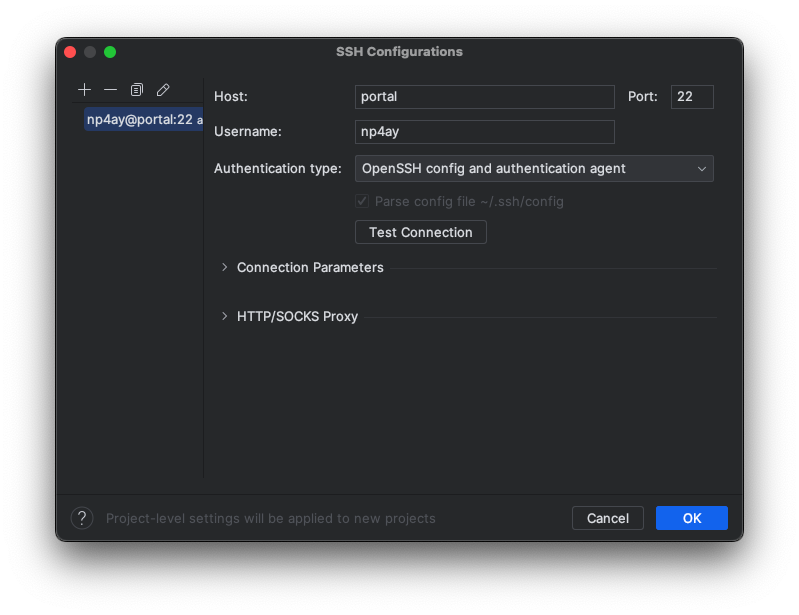 SSH Configurations
np4ay@portal:22 a
Host:
portal
Port:
22
Username:
np4ay
Authentication type:
OpenSSH config and authentication agent
Parse config file ~/.ssh/config
Test Connection
Connection Parameters
HTTP/SOCKS Proxy
?
Project-level settings will be applied to new projects
Cancel
OK